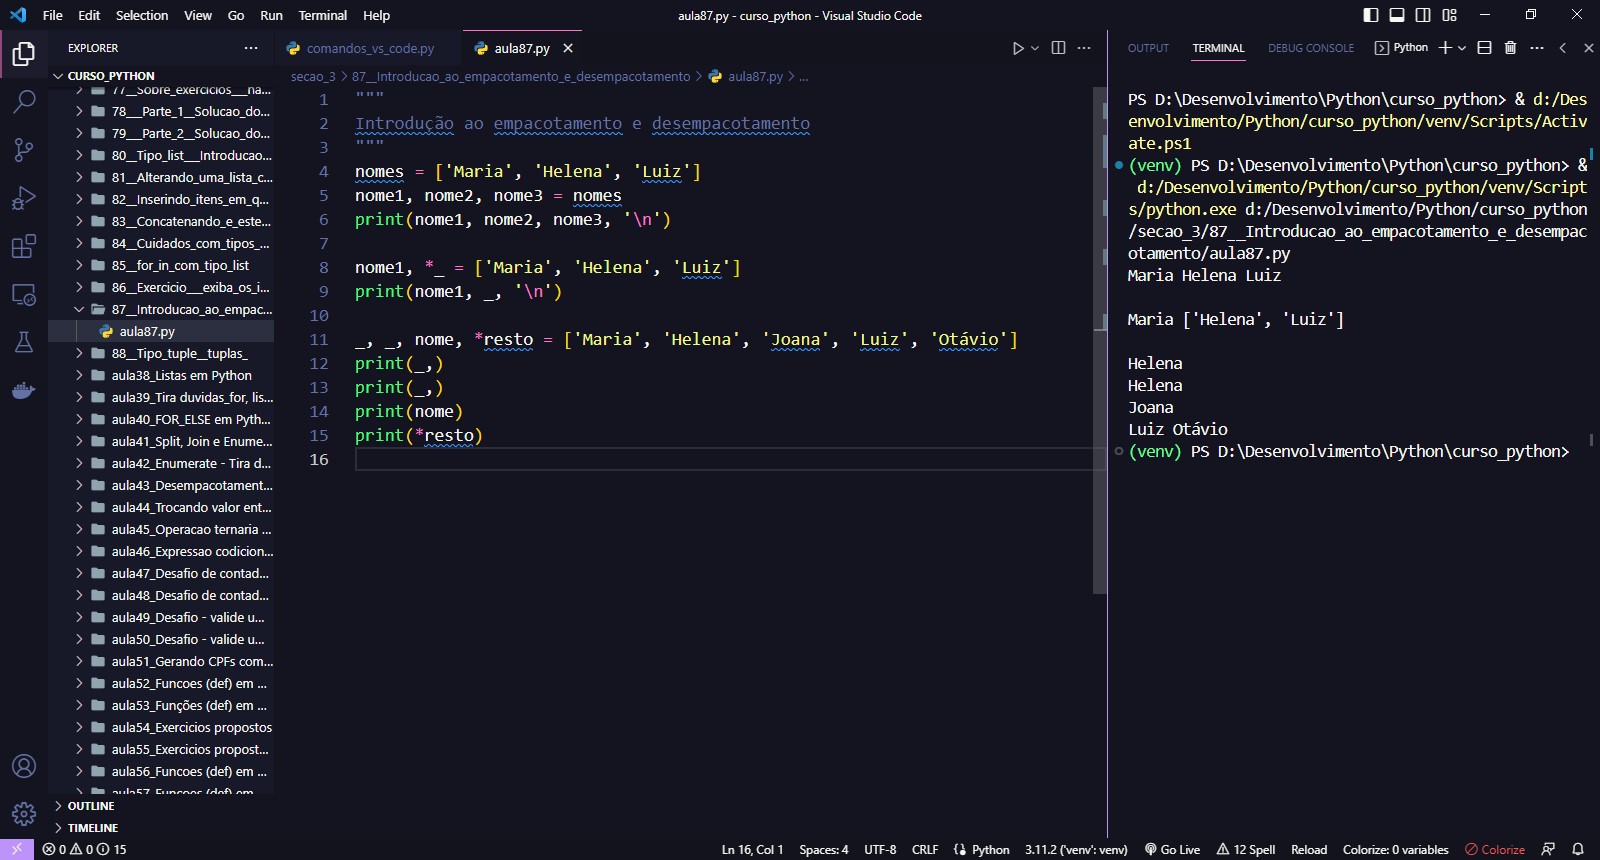 File Edit Selection View Go Run Terminal Help
aula87.py - curso_python - Visual Studio Code
EXPLORER
CURSO_PYTHON
77__Sobre_exercicios___na...
78___Parte_1__Solucao_do...
79___Parte_2__Solucao_do...
80__Tipo_list__Introducao...
81__Alterando_uma_lista_c...
82__Inserindo_itens_em_q...
83__Concatenando_e_este...
84__Cuidados_com_tipos_...
85__for_in_com_tipo_list
86__Exercicio___exiba_os_i...
87__Introducao_ao_empac...
aula87.py
88__Tipo_tuple__tuplas_
aula38_Listas em Python
aula39_Tira duvidas_for, lis...
aula40_FOR_ELSE em Pyth...
aula41_Split, Join e Enume...
aula42_Enumerate - Tira d...
aula43_Desempacotament...
aula44_Trocando valor ent...
aula45_Operacao ternaria ...
aula46_Expressao codicion...
aula47_Desafio de contad...
aula48_Desafio de contad...
aula49_Desafio - valide u...
aula50_Desafio - valide u...
aula51_Gerando CPFs com...
aula52_Funcoes (def) em ...
aula53_Funções (def) em ...
aula54_Exercicios propostos
aula55_Exercicios propost...
aula56_Funcoes (def) em ...
aula57_Funcoes (def) em
OUTLINE
TIMELINE
comandos_vs_code.py aula87.py
secao_3 > 87__Introducao_ao_empacotamento_e_desempacotamento > aula87.py > ...
1 """
2 Introdução ao empacotamento e desempacotamento
3 """
4 nomes = ['Maria', 'Helena', 'Luiz']
5 nome1, nome2, nome3 = nomes
6 print(nome1, nome2, nome3, '\n')
7
8 nome1, *_ = ['Maria', 'Helena', 'Luiz']
9 print(nome1, _, '\n')
10
11 _, _, nome, *resto = ['Maria', 'Helena', 'Joana', 'Luiz', 'Otávio']
12 print(_,)
13 print(_,)
14 print(nome)
15 print(*resto)
16
OUTPUT TERMINAL DEBUG CONSOLE Python
PS D:\Desenvolvimento\Python\curso_python> & d:/Des
envolvimento/Python/curso_python/venv/Scripts/Activ
ate.ps1
(venv) PS D:\Desenvolvimento\Python\curso_python> &
d:/Desenvolvimento/Python/curso_python/venv/Script
s/python.exe d:/Desenvolvimento/Python/curso_python
/secao_3/87__Introducao_ao_empacotamento_e_desempac
otamento/aula87.py
Maria Helena Luiz
Maria ['Helena', 'Luiz']
Helena
Helena
Joana
Luiz Otávio
(venv) PS D:\Desenvolvimento\Python\curso_python>
0 0 15 Ln 16, Col 1 Spaces: 4 UTF-8 CRLF Python 3.11.2 ('venv': venv) Go Live 12 Spell Reload Colorize: 0 variables Colorize